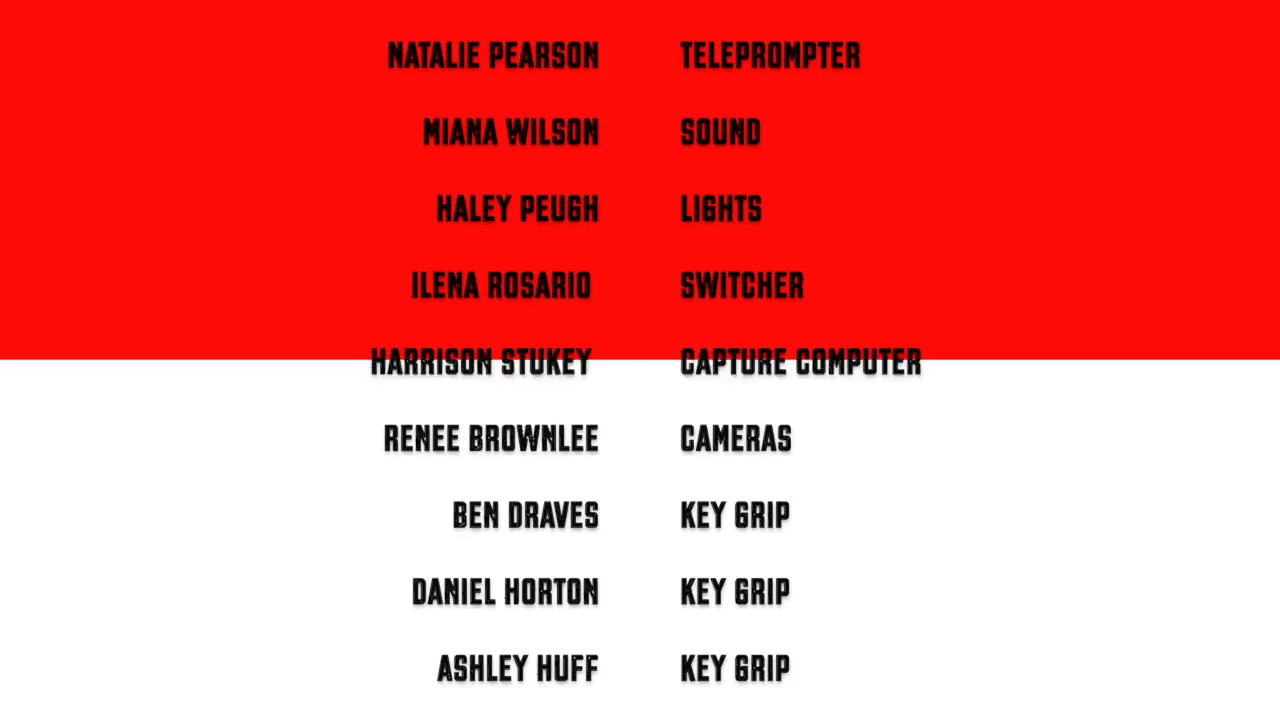 NATALIE PEARSON TELEPROMPTER
MIANA WILSON SOUND
HALEY PEUGH LIGHTS
ILENA ROSARIO SWITCHER
HARRISON STUKEY CAPTURE COMPUTER
RENEE BROWNLEE CAMERAS
BEN DRAVES KEY GRIP
DANIEL HORTON KEY GRIP
ASHLEY HUFF KEY GRIP